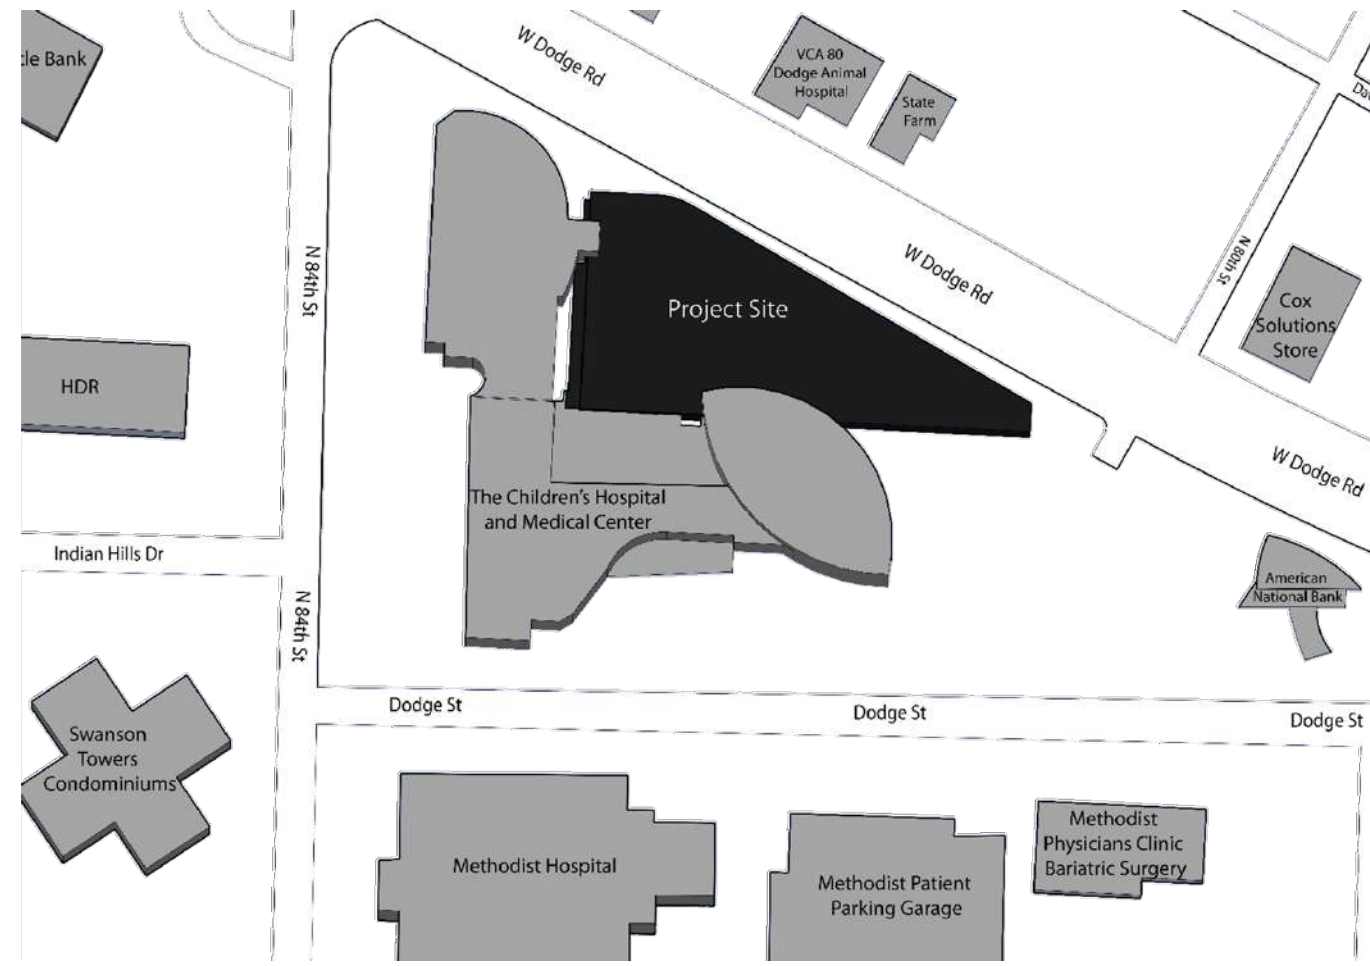 cle Bank
W Dodge Rd
VCA 80
Dodge Animal
Hospital
State
Farm
N 84th St
Project Site
W Dodge Rd
N 80th St
Cox
Solutions
Store
HDR
W Dodge Rd
The Children's Hospital
and Medical Center
Indian Hills Dr
American
National Bank
N 84th St
Dodge St
Dodge St
Dodge St
Swanson
Towers
Condominiums
Methodist Hospital
Methodist Patient
Parking Garage
Methodist
Physicians Clinic
Bariatric Surgery